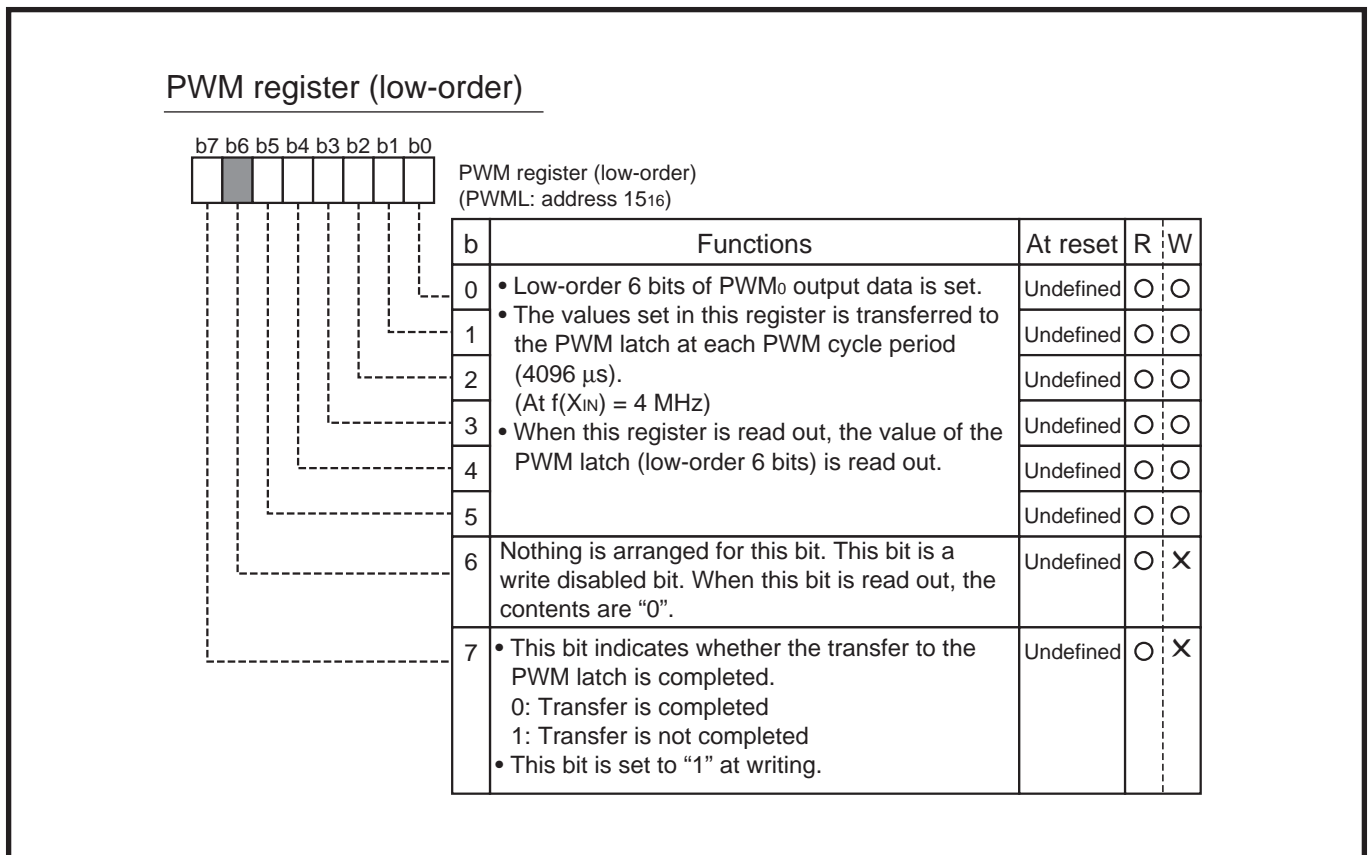 PWM register (low-order)
b7 b6 b5 b4 b3 b2 b1 b0
PWM register (low-order)
(PWML: address 1516)
b Functions At reset R W
0 • Low-order 6 bits of PWM0 output data is set. Undefined O O
• The values set in this register is transferred to
1 the PWM latch at each PWM cycle period Undefined O O
2 (4096 µs). Undefined O O
(At f(XIN) = 4 MHz)
3 • When this register is read out, the value of the Undefined O O
4 PWM latch (low-order 6 bits) is read out. Undefined O O
5 Undefined O O
6 Nothing is arranged for this bit. This bit is a Undefined O X
write disabled bit. When this bit is read out, the
contents are “0”.
7 • This bit indicates whether the transfer to the Undefined O X
PWM latch is completed.
0: Transfer is completed
1: Transfer is not completed
• This bit is set to “1” at writing.